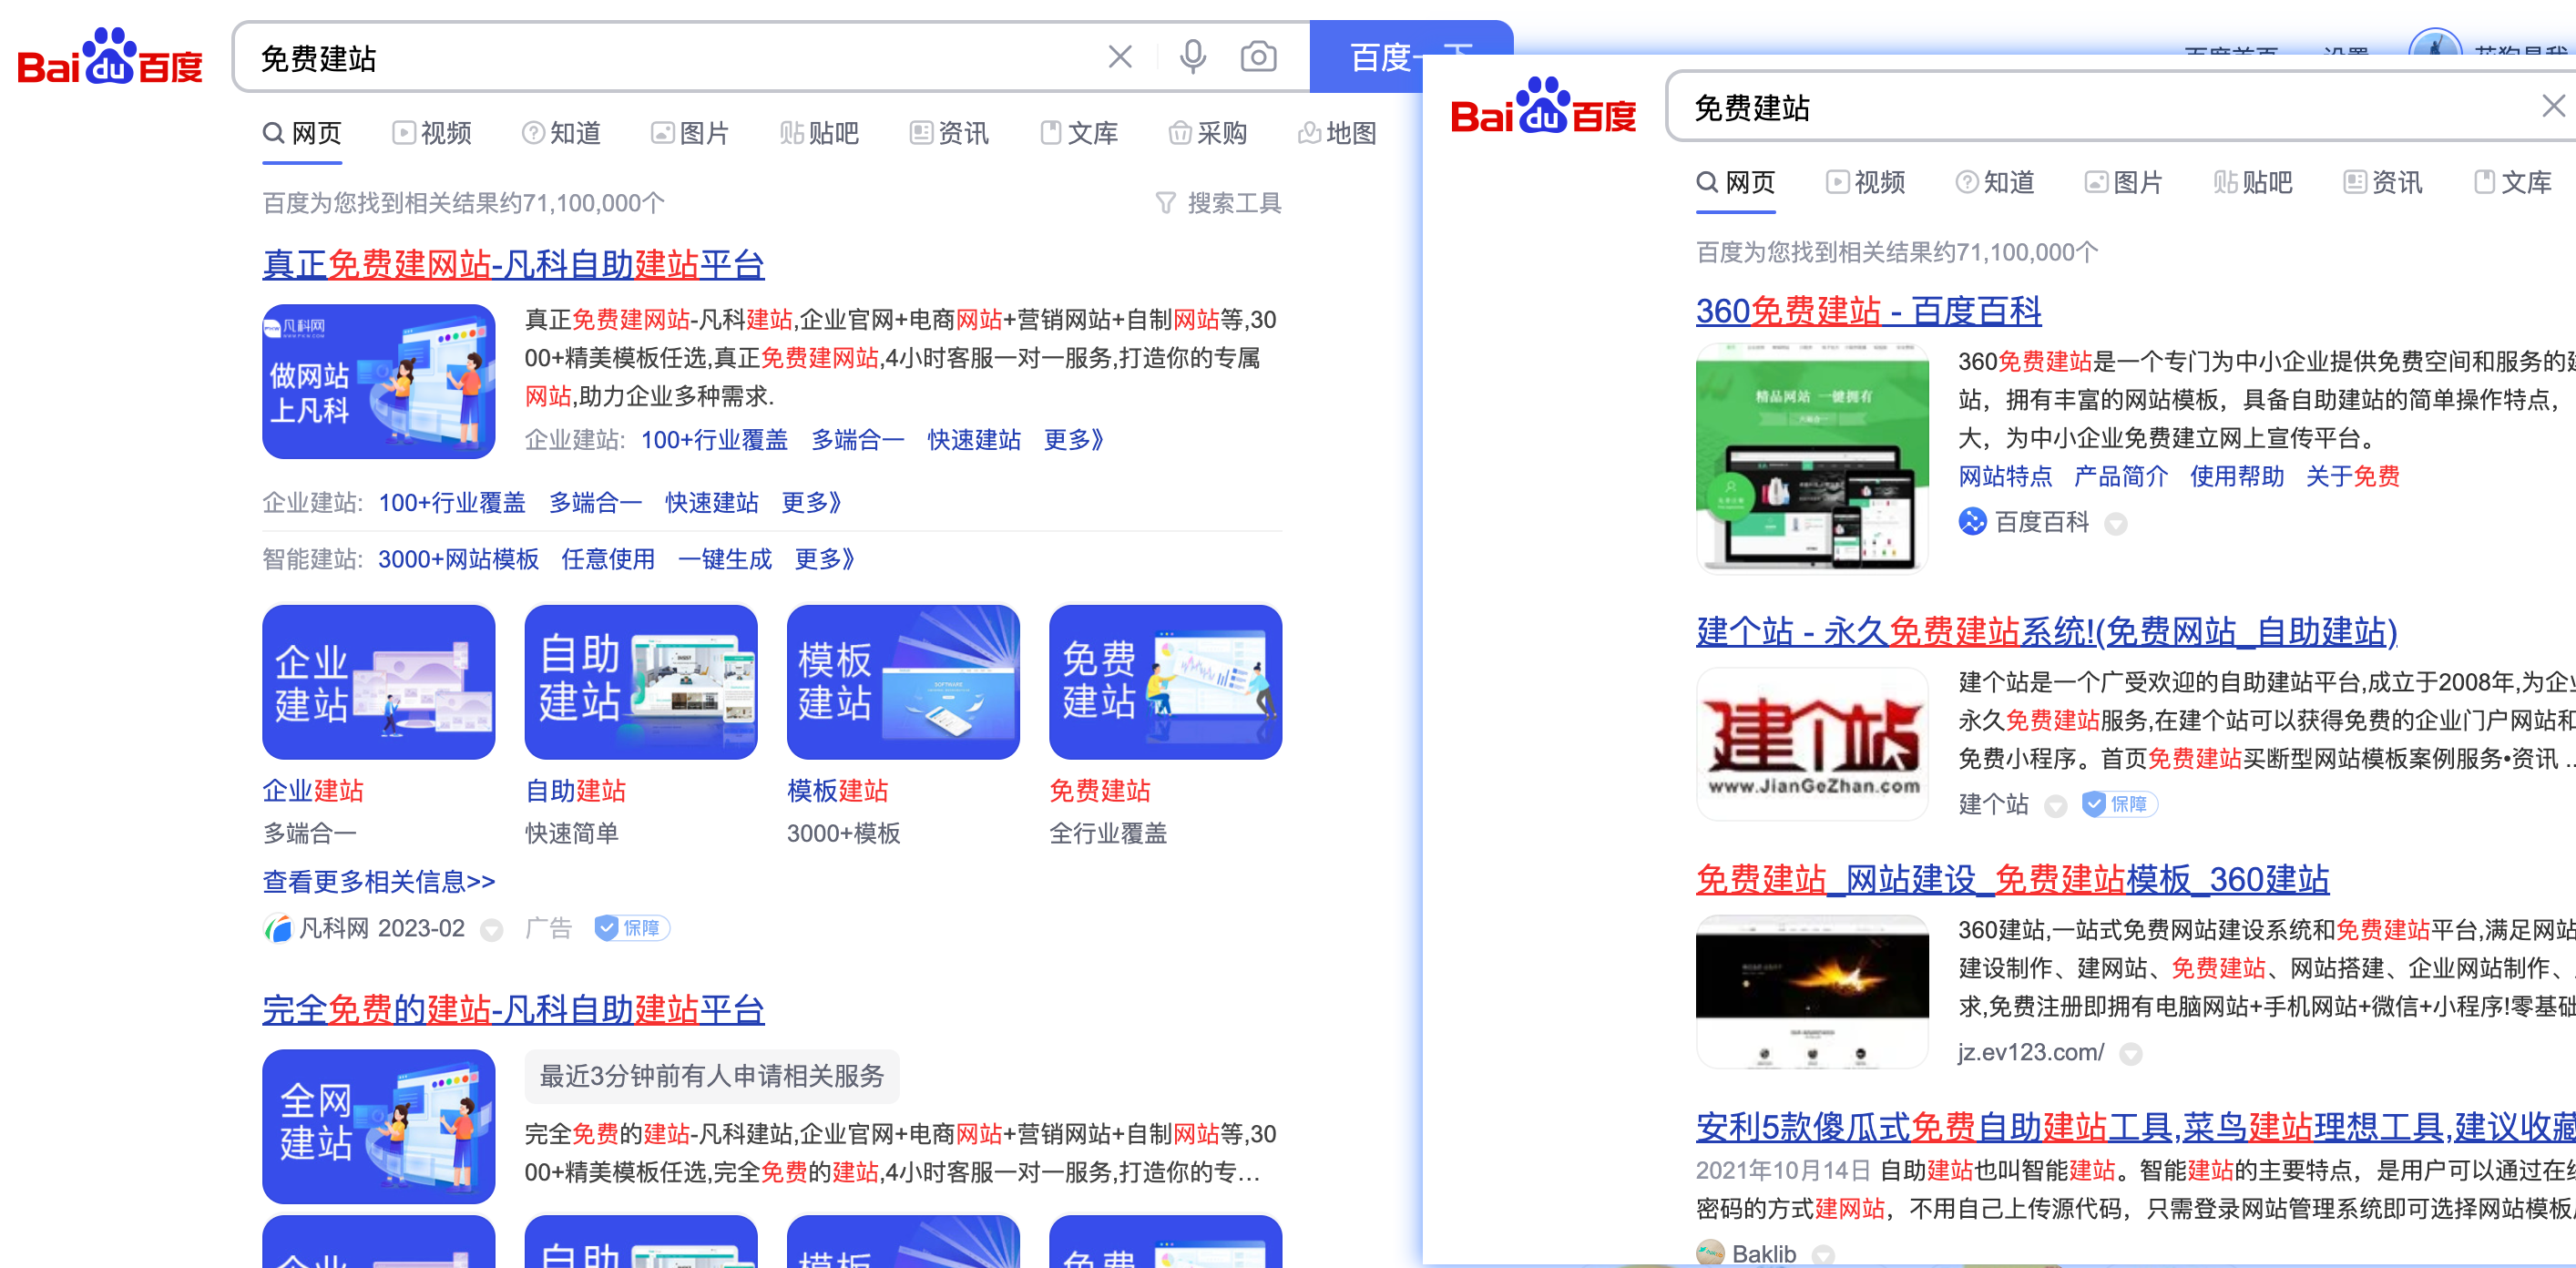 Bai du 百度
免费建站
百度一下
网页 视频 知道 图片 贴吧 资讯 文库 采购 地图
百度为您找到相关结果约71,100,000个
搜索工具
真正免费建网站-凡科自助建站平台
凡科网
做网站
上凡科
真正免费建网站-凡科建站,企业官网+电商网站+营销网站+自制网站等,30
00+精美模板任选,真正免费建网站,4小时客服一对一服务,打造你的专属
网站,助力企业多种需求.
企业建站: 100+行业覆盖 多端合一 快速建站 更多》
企业建站: 100+行业覆盖 多端合一 快速建站 更多》
智能建站: 3000+网站模板 任意使用 一键生成 更多》
企业
建站
自助
建站
模板
建站
免费
建站
企业建站
自助建站
模板建站
免费建站
多端合一
快速简单
3000+模板
全行业覆盖
查看更多相关信息>>
凡科网 2023-02 广告 保障
完全免费的建站-凡科自助建站平台
全网
建站
最近3分钟前有人申请相关服务
完全免费的建站-凡科建站,企业官网+电商网站+营销网站+自制网站等,30
00+精美模板任选,完全免费的建站,4小时客服一对一服务,打造你的专...
企业
自助
模板
免费
百度首页 设置
Bai du 百度
免费建站
网页 视频 知道 图片 贴吧 资讯 文库
百度为您找到相关结果约71,100,000个
360免费建站 - 百度百科
精品网站 一键拥有
360免费建站是一个专门为中小企业提供免费空间和服务的建
站，拥有丰富的网站模板，具备自助建站的简单操作特点，
大，为中小企业免费建立网上宣传平台。
网站特点 产品简介 使用帮助 关于免费
百度百科
建个站 - 永久免费建站系统!(免费网站_自助建站)
建个站
www.JianGeZhan.com
建个站是一个广受欢迎的自助建站平台,成立于2008年,为企业
永久免费建站服务,在建个站可以获得免费的企业门户网站和
免费小程序。首页免费建站买断型网站模板案例服务•资讯 ..
建个站 保障
免费建站_网站建设_免费建站模板_360建站
360建站,一站式免费网站建设系统和免费建站平台,满足网站
建设制作、建网站、免费建站、网站搭建、企业网站制作、
求,免费注册即拥有电脑网站+手机网站+微信+小程序!零基础
jz.ev123.com/
安利5款傻瓜式免费自助建站工具,菜鸟建站理想工具,建议收藏
2021年10月14日 自助建站也叫智能建站。智能建站的主要特点，是用户可以通过在线
密码的方式建网站，不用自己上传源代码，只需登录网站管理系统即可选择网站模板
Baklib